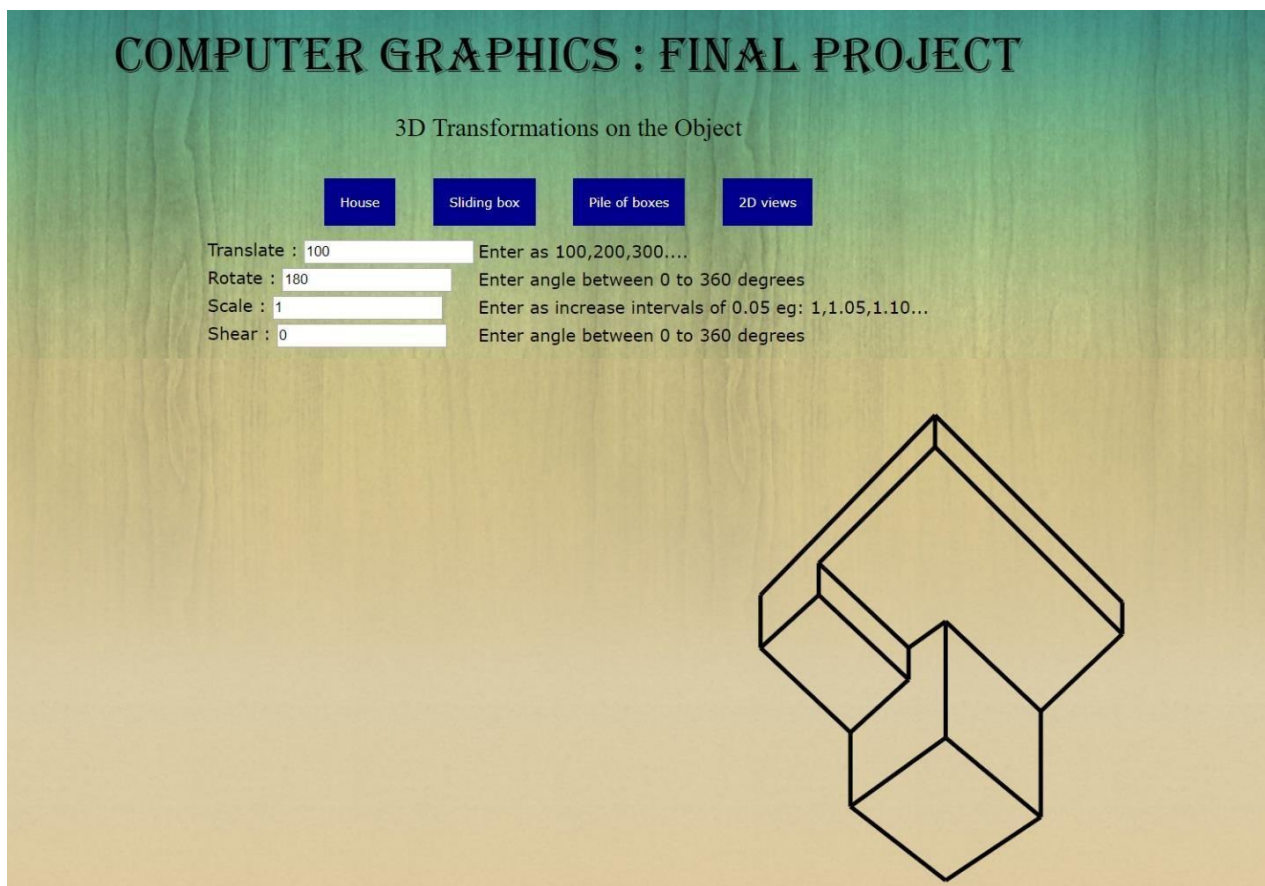 COMPUTER GRAPHICS : FINAL PROJECT
3D Transformations on the Object
House Sliding box Pile of boxes 2D views
Translate : 100 Enter as 100,200,300....
Rotate : 180 Enter angle between 0 to 360 degrees
Scale : 1 Enter as increase intervals of 0.05 eg: 1,1.05,1.10...
Shear : 0 Enter angle between 0 to 360 degrees